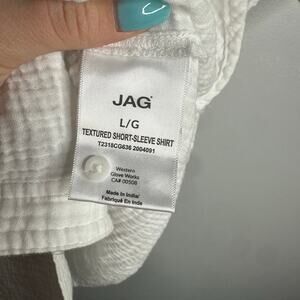 JAG
L/G
TEXTURED SHORT-SLEEVE SHIRT
T2318CG636 2004091
Western
Glove Works
CA# 00508
Made In India/
Fabriqué En Inde